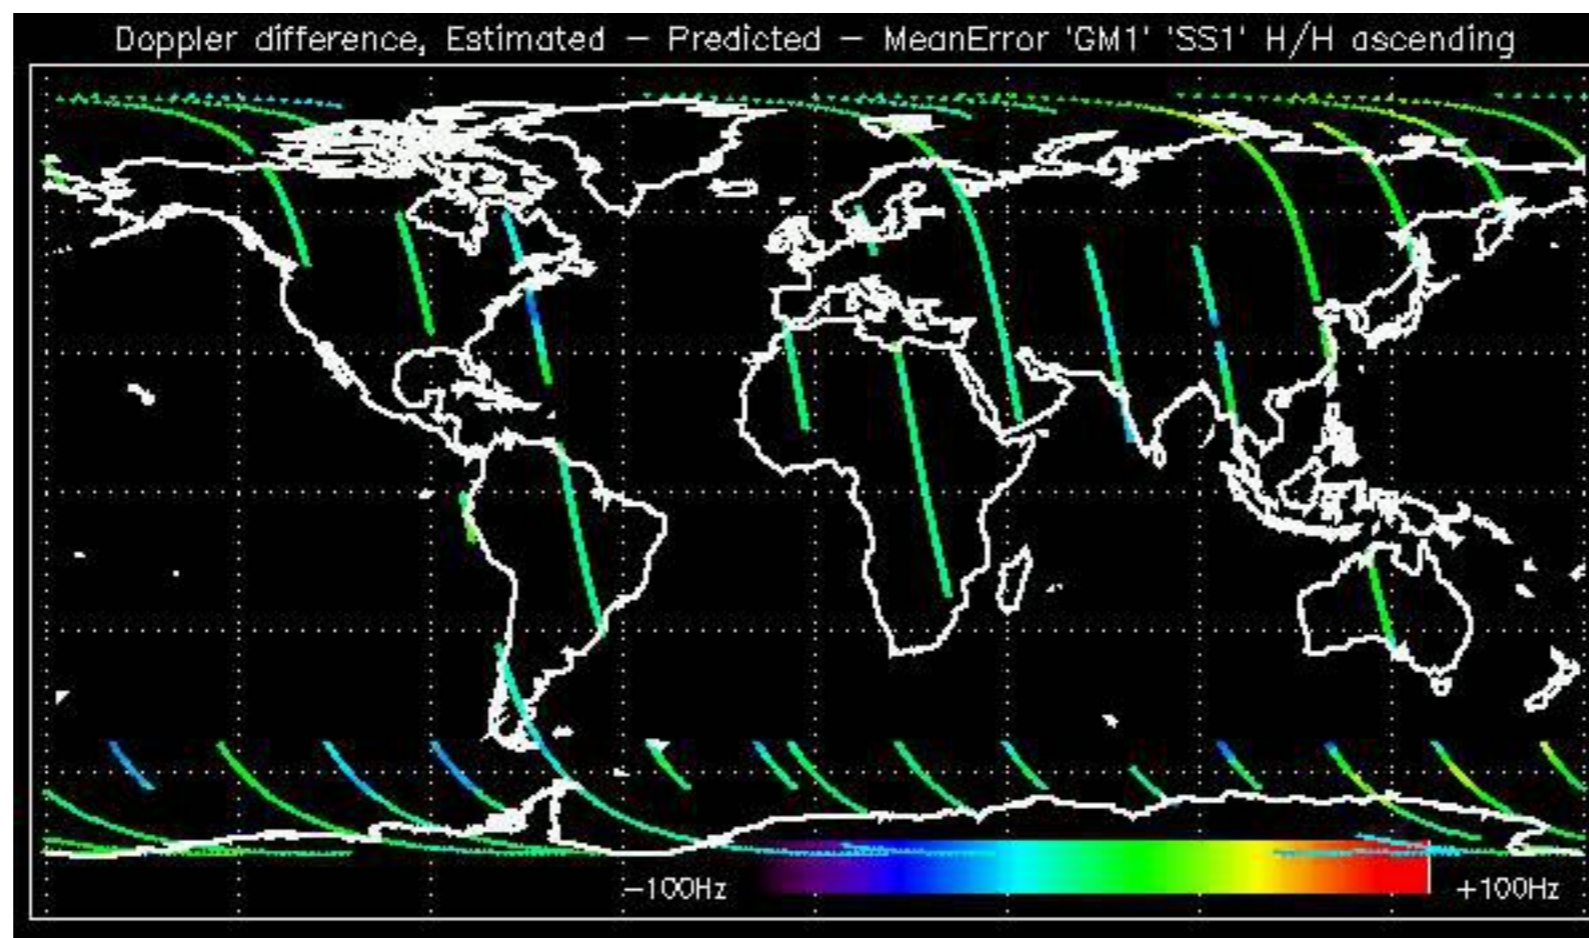 Doppler difference, Estimated – Predicted – MeanError 'GM1' 'SS1' H/H ascending
–100Hz
+100Hz